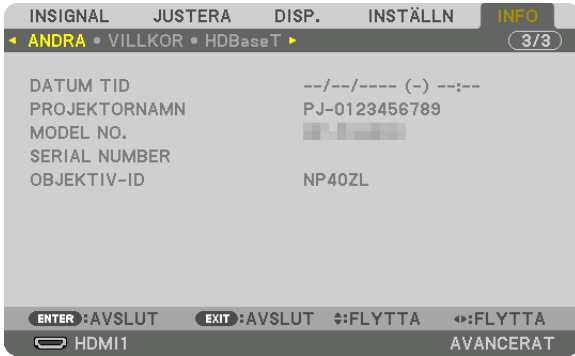 INSIGNAL JUSTERA DISP. INSTÄLLN INFO
ANDRA • VILLKOR • HDBaseT 3/3
DATUM TID --/--/---- (-) --:--
PROJEKTORNAMN PJ-0123456789
MODEL NO.
SERIAL NUMBER
OBJEKTIV-ID NP40ZL
ENTER :AVSLUT EXIT :AVSLUT :FLYTTA :FLYTTA
HDMI1 AVANCERAT